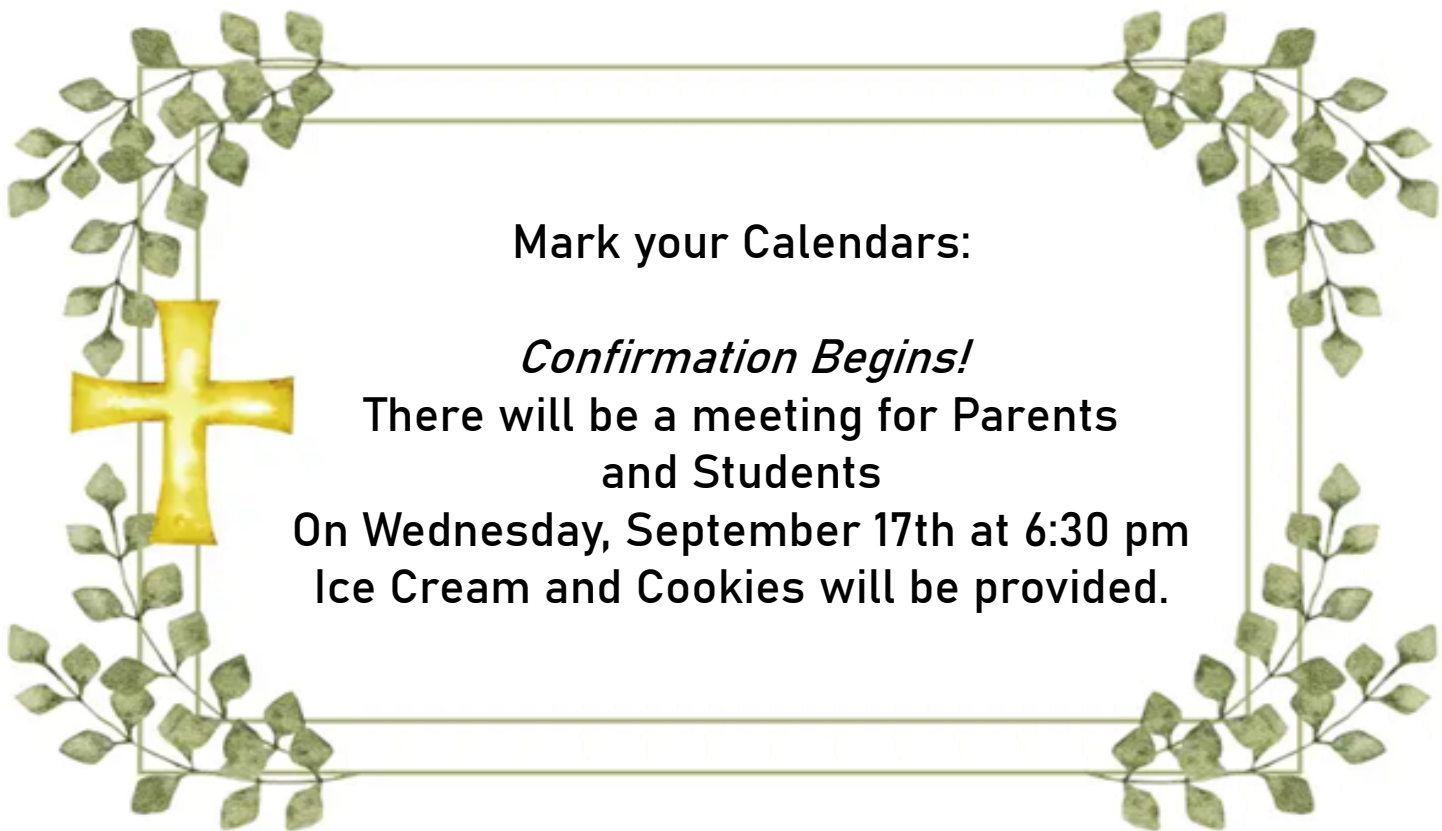 Mark your Calendars:
Confirmation Begins!
There will be a meeting for Parents
and Students
On Wednesday, September 17th at 6:30 pm
Ice Cream and Cookies will be provided.